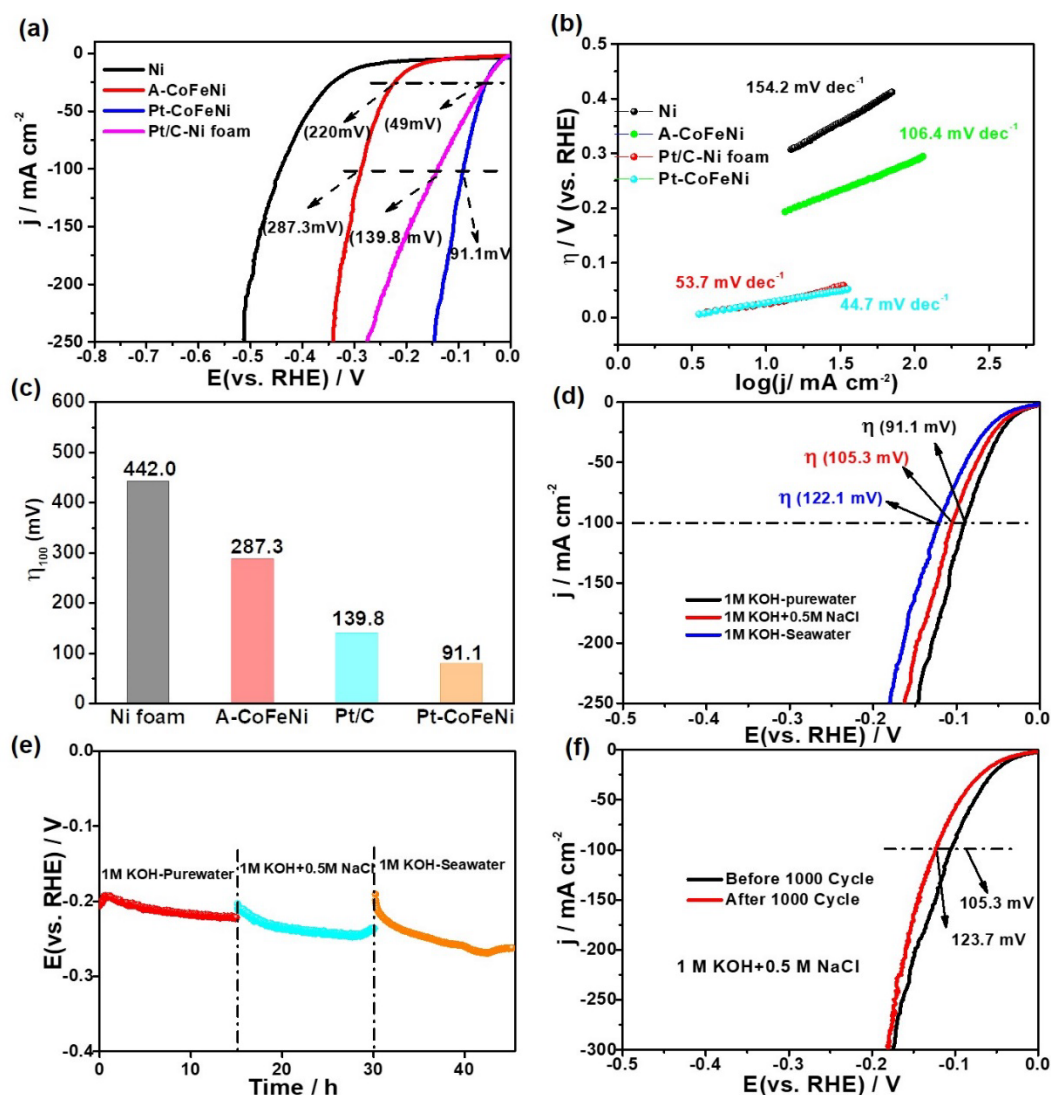 (a)
Ni
A-CoFeNi
Pt-CoFeNi
Pt/C-Ni foam
(220mV)
(49mV)
(287.3mV)
(139.8 mV)
91.1mV
j / mA cm⁻²
0
-50
-100
-150
-200
-250
-0.8 -0.7 -0.6 -0.5 -0.4 -0.3 -0.2 -0.1 0.0
E(vs. RHE) / V
(b)
Ni
A-CoFeNi
Pt/C-Ni foam
Pt-CoFeNi
154.2 mV dec⁻¹
106.4 mV dec⁻¹
53.7 mV dec⁻¹
44.7 mV dec⁻¹
η / V (vs. RHE)
0.5
0.4
0.3
0.2
0.1
0.0
0.0 0.5 1.0 1.5 2.0 2.5
log(j/ mA cm⁻²)
(c)
η₁₀₀ (mV)
600
500
400
300
200
100
0
442.0
287.3
139.8
91.1
Ni foam A-CoFeNi Pt/C Pt-CoFeNi
(d)
η (91.1 mV)
η (105.3 mV)
η (122.1 mV)
1M KOH-purewater
1M KOH+0.5M NaCl
1M KOH-Seawater
j / mA cm⁻²
0
-50
-100
-150
-200
-250
-0.5 -0.4 -0.3 -0.2 -0.1 0.0
E(vs. RHE) / V
(e)
E(vs. RHE) / V
0.0
-0.1
-0.2
-0.3
-0.4
1M KOH-Purewater 1M KOH+0.5M NaCl 1M KOH-Seawater
0 10 20 30 40
Time / h
(f)
j / mA cm⁻²
0
-50
-100
-150
-200
-250
-300
Before 1000 Cycle
After 1000 Cycle
105.3 mV
123.7 mV
1 M KOH+0.5 M NaCl
-0.5 -0.4 -0.3 -0.2 -0.1 0.0
E(vs. RHE) / V